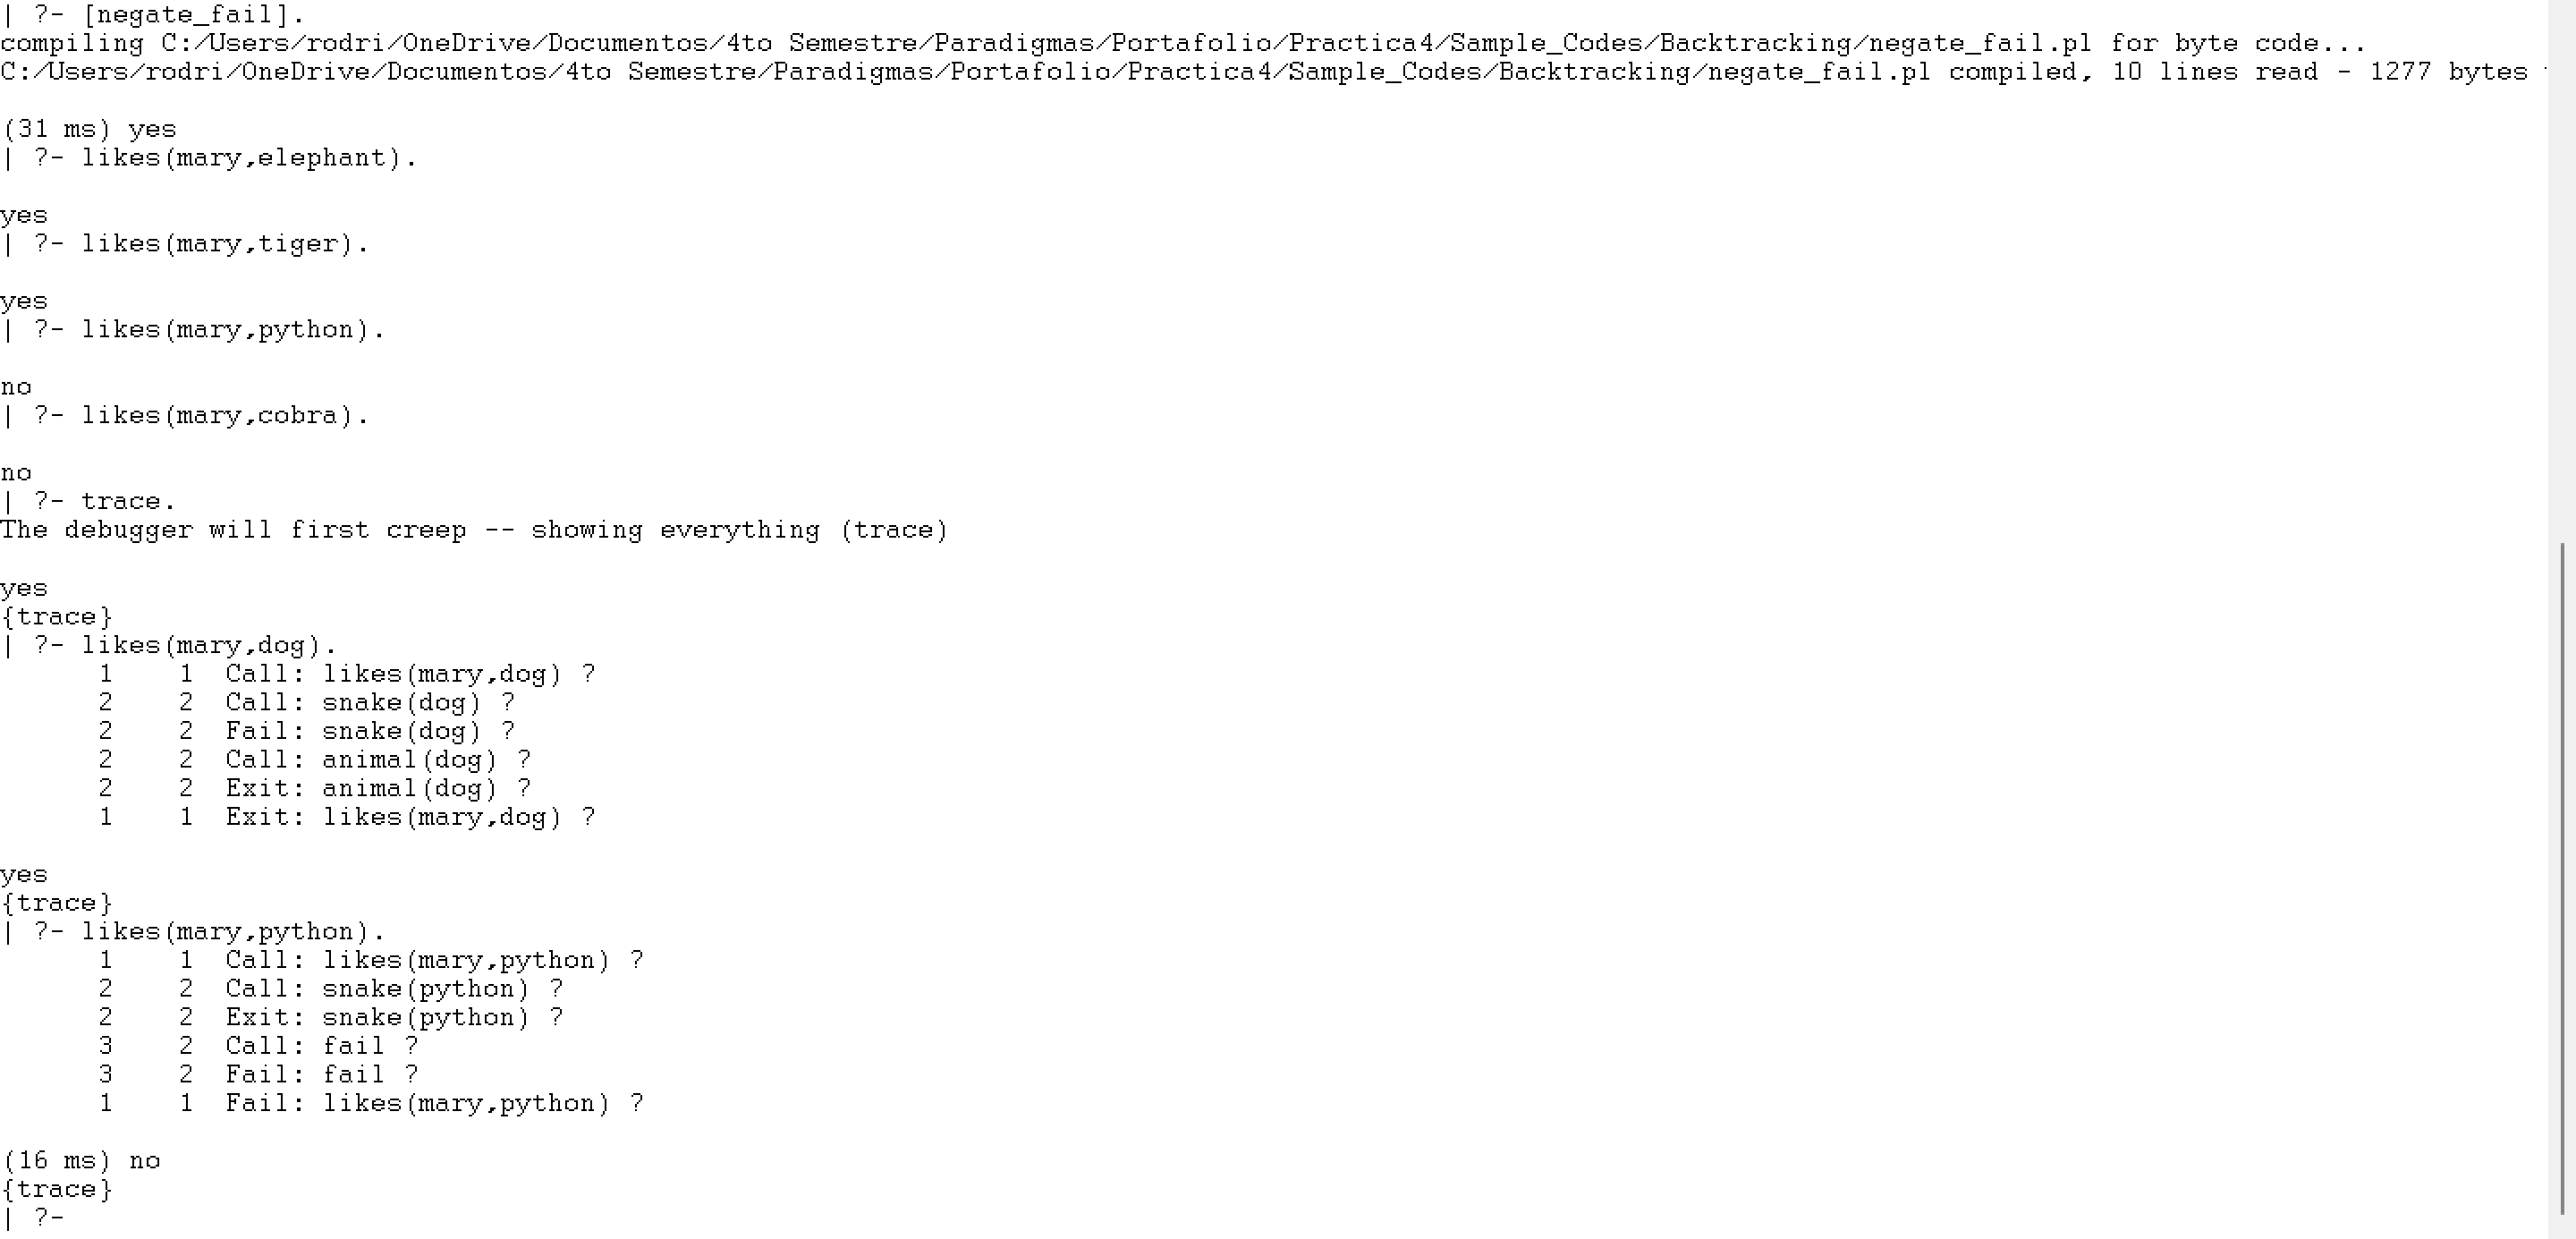 | ?- [negate_fail].
compiling C:/Users/rodri/OneDrive/Documentos/4to Semestre/Paradigmas/Portafolio/Practica4/Sample_Codes/Backtracking/negate_fail.pl for byte code...
C:/Users/rodri/OneDrive/Documentos/4to Semestre/Paradigmas/Portafolio/Practica4/Sample_Codes/Backtracking/negate_fail.pl compiled, 10 lines read - 1277 bytes
(31 ms) yes
| ?- likes(mary,elephant).
yes
| ?- likes(mary,tiger).
yes
| ?- likes(mary,python).
no
| ?- likes(mary,cobra).
no
| ?- trace.
The debugger will first creep -- showing everything (trace)
yes
{trace}
| ?- likes(mary,dog).
1 1 Call: likes(mary,dog) ?
2 2 Call: snake(dog) ?
2 2 Fail: snake(dog) ?
2 2 Call: animal(dog) ?
2 2 Exit: animal(dog) ?
1 1 Exit: likes(mary,dog) ?
yes
{trace}
| ?- likes(mary,python).
1 1 Call: likes(mary,python) ?
2 2 Call: snake(python) ?
2 2 Exit: snake(python) ?
3 2 Call: fail ?
3 2 Fail: fail ?
1 1 Fail: likes(mary,python) ?
(16 ms) no
{trace}
| ?-